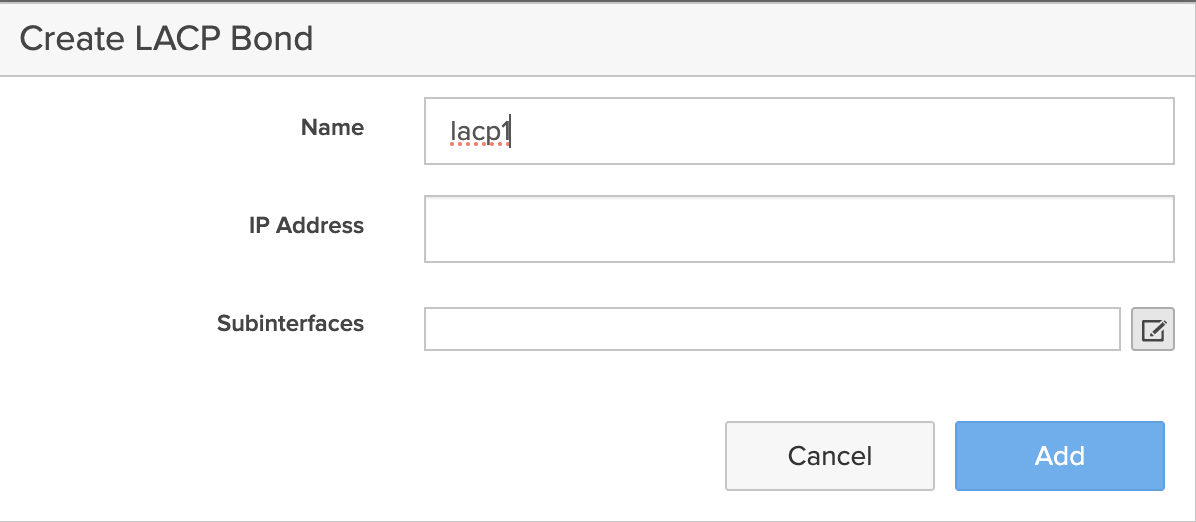 Create LACP Bond
Name
lacp1
IP Address
Subinterfaces
Cancel
Add